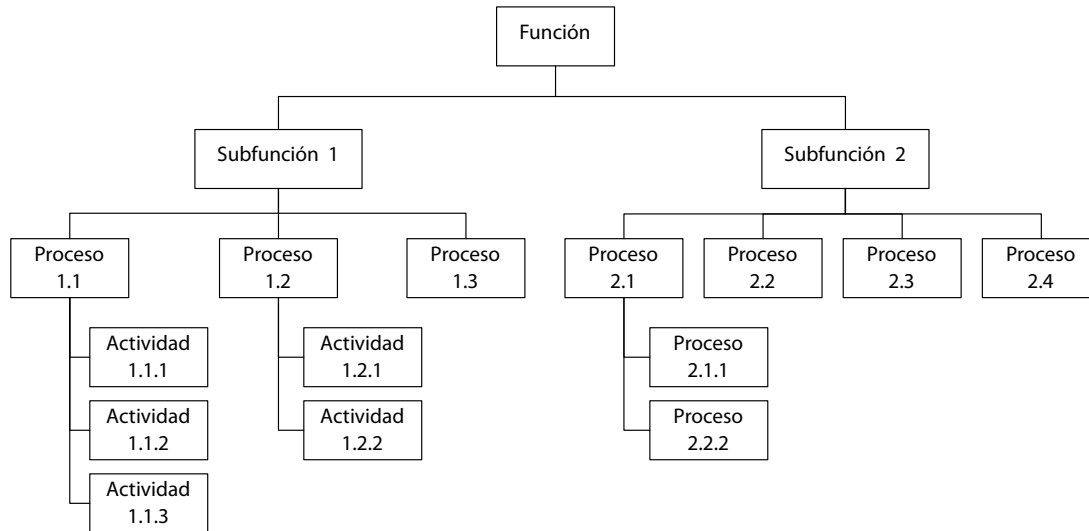 Función
Subfunción 1
Subfunción 2
Proceso
1.1
Proceso
1.2
Proceso
1.3
Proceso
2.1
Proceso
2.2
Proceso
2.3
Proceso
2.4
Actividad
1.1.1
Actividad
1.2.1
Proceso
2.1.1
Actividad
1.1.2
Actividad
1.2.2
Proceso
2.2.2
Actividad
1.1.3